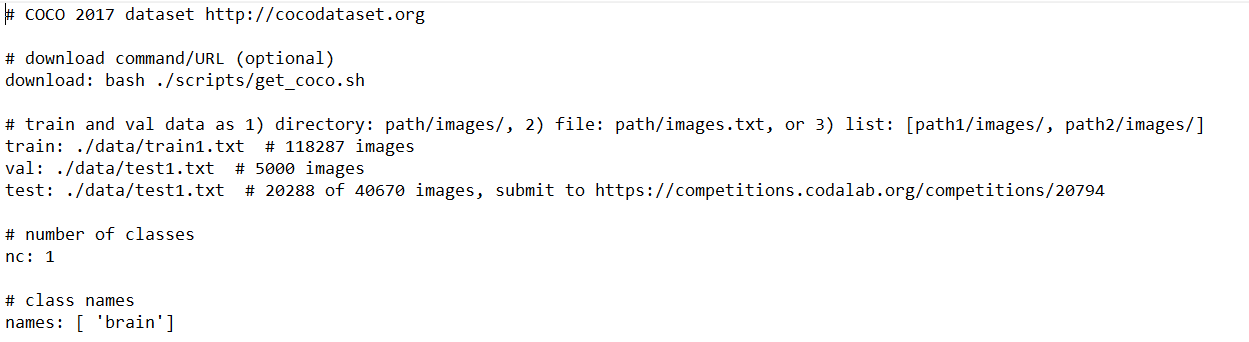 # COCO 2017 dataset http://cocodataset.org
# download command/URL (optional)
download: bash ./scripts/get_coco.sh
# train and val data as 1) directory: path/images/, 2) file: path/images.txt, or 3) list: [path1/images/, path2/images/]
train: ./data/train1.txt  # 118287 images
val: ./data/test1.txt  # 5000 images
test: ./data/test1.txt  # 20288 of 40670 images, submit to https://competitions.codalab.org/competitions/20794
# number of classes
nc: 1
# class names
names: [ 'brain']